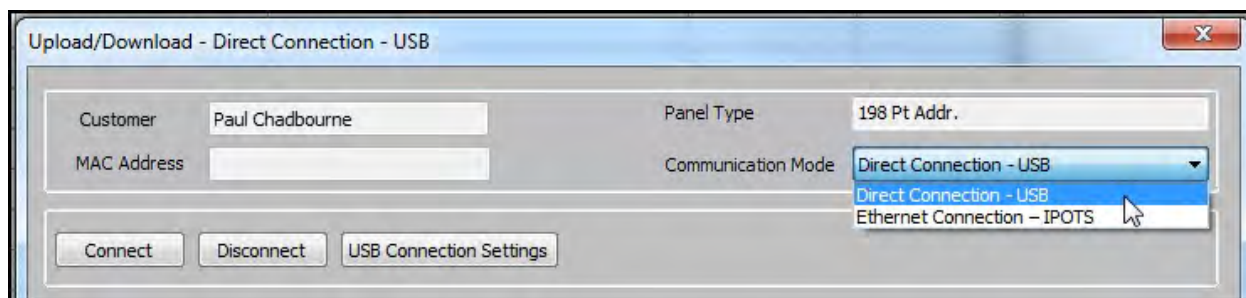 Upload/Download - Direct Connection - USB
Customer Paul Chadbourne Panel Type 198 Pt Addr.
MAC Address Communication Mode Direct Connection - USB
Direct Connection - USB
Ethernet Connection – IPOTS
Connect Disconnect USB Connection Settings